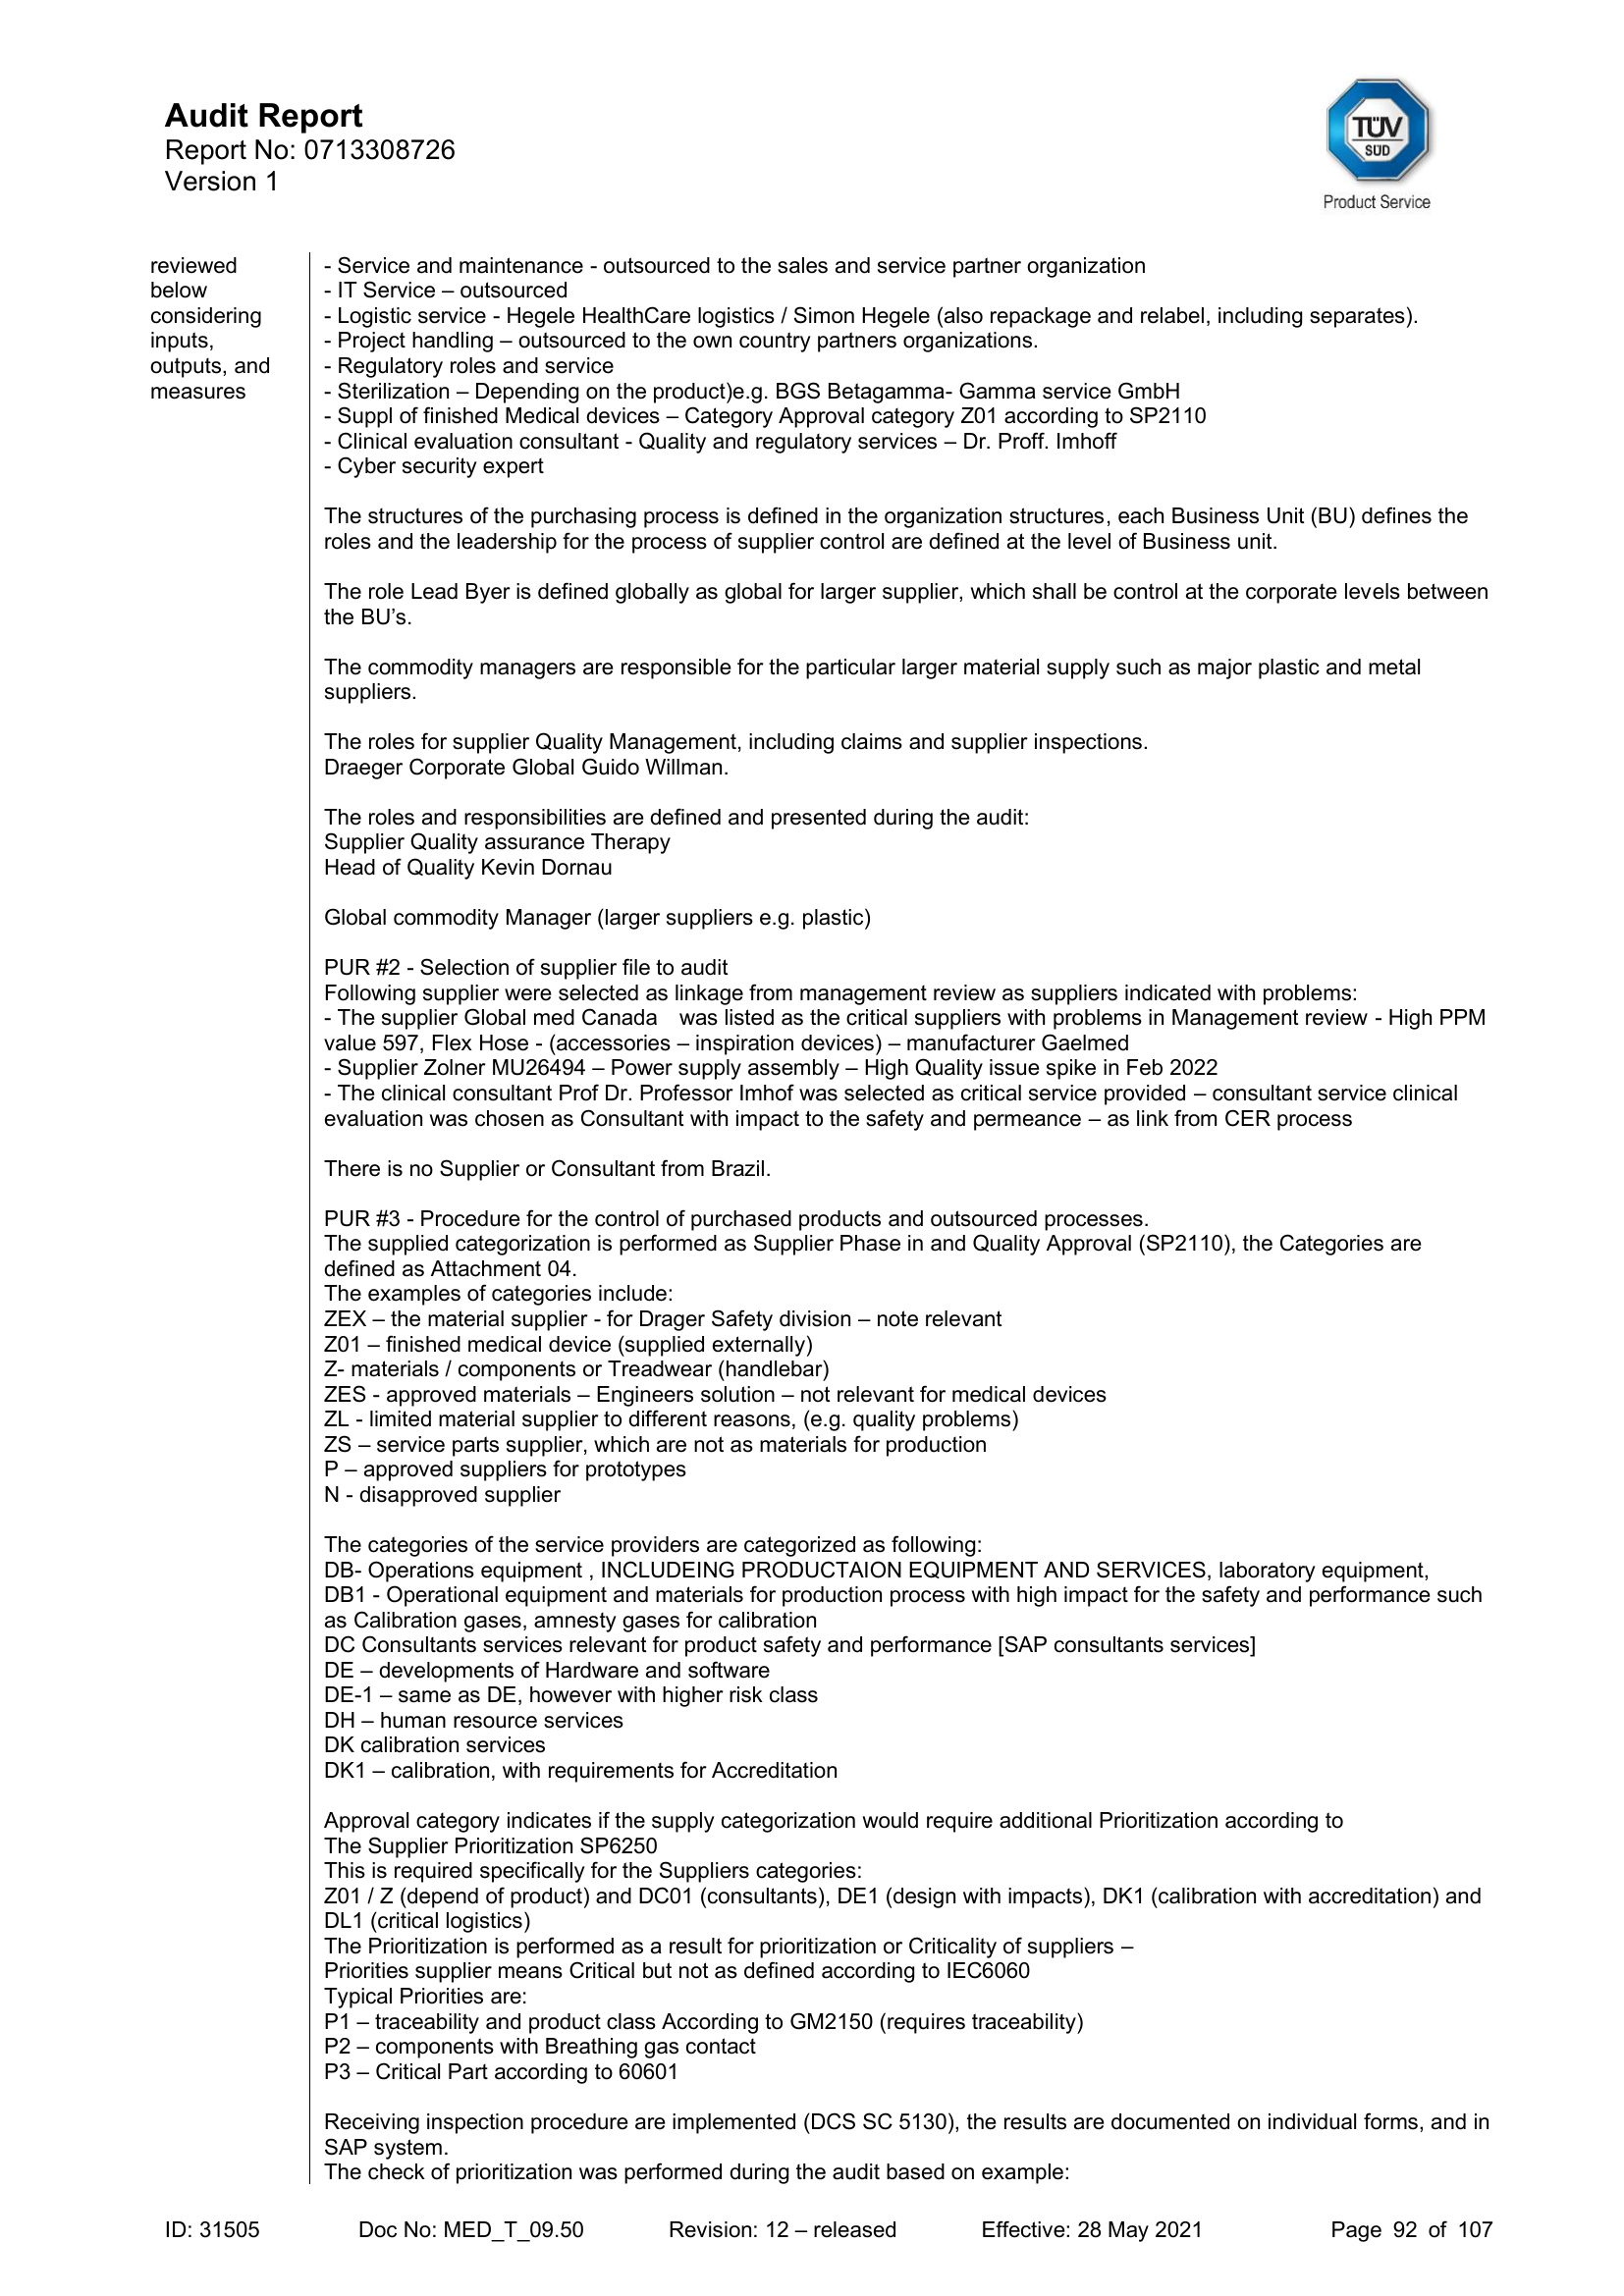 Audit Report
Report No: 0713308726
Version 1
TÜV
SÜD
Product Service
reviewed
below
considering
inputs,
outputs, and
measures
- Service and maintenance - outsourced to the sales and service partner organization
- IT Service – outsourced
- Logistic service - Hegele HealthCare logistics / Simon Hegele (also repackage and relabel, including separates).
- Project handling – outsourced to the own country partners organizations.
- Regulatory roles and service
- Sterilization – Depending on the product)e.g. BGS Betagamma- Gamma service GmbH
- Suppl of finished Medical devices – Category Approval category Z01 according to SP2110
- Clinical evaluation consultant - Quality and regulatory services – Dr. Proff. Imhoff
- Cyber security expert
The structures of the purchasing process is defined in the organization structures, each Business Unit (BU) defines the
roles and the leadership for the process of supplier control are defined at the level of Business unit.
The role Lead Byer is defined globally as global for larger supplier, which shall be control at the corporate levels between
the BU's.
The commodity managers are responsible for the particular larger material supply such as major plastic and metal
suppliers.
The roles for supplier Quality Management, including claims and supplier inspections.
Draeger Corporate Global Guido Willman.
The roles and responsibilities are defined and presented during the audit:
Supplier Quality assurance Therapy
Head of Quality Kevin Dornau
Global commodity Manager (larger suppliers e.g. plastic)
PUR #2 - Selection of supplier file to audit
Following supplier were selected as linkage from management review as suppliers indicated with problems:
- The supplier Global med Canada was listed as the critical suppliers with problems in Management review - High PPM
value 597, Flex Hose - (accessories – inspiration devices) – manufacturer Gaelmed
- Supplier Zolner MU26494 – Power supply assembly – High Quality issue spike in Feb 2022
- The clinical consultant Prof Dr. Professor Imhof was selected as critical service provided – consultant service clinical
evaluation was chosen as Consultant with impact to the safety and permeance – as link from CER process
There is no Supplier or Consultant from Brazil.
PUR #3 - Procedure for the control of purchased products and outsourced processes.
The supplied categorization is performed as Supplier Phase in and Quality Approval (SP2110), the Categories are
defined as Attachment 04.
The examples of categories include:
ZEX – the material supplier - for Drager Safety division – note relevant
Z01 – finished medical device (supplied externally)
Z- materials / components or Treadwear (handlebar)
ZES - approved materials – Engineers solution – not relevant for medical devices
ZL - limited material supplier to different reasons, (e.g. quality problems)
ZS – service parts supplier, which are not as materials for production
P – approved suppliers for prototypes
N - disapproved supplier
The categories of the service providers are categorized as following:
DB- Operations equipment , INCLUDEING PRODUCTAION EQUIPMENT AND SERVICES, laboratory equipment,
DB1 - Operational equipment and materials for production process with high impact for the safety and performance such
as Calibration gases, amnesty gases for calibration
DC Consultants services relevant for product safety and performance [SAP consultants services]
DE – developments of Hardware and software
DE-1 – same as DE, however with higher risk class
DH – human resource services
DK calibration services
DK1 – calibration, with requirements for Accreditation
Approval category indicates if the supply categorization would require additional Prioritization according to
The Supplier Prioritization SP6250
This is required specifically for the Suppliers categories:
Z01 / Z (depend of product) and DC01 (consultants), DE1 (design with impacts), DK1 (calibration with accreditation) and
DL1 (critical logistics)
The Prioritization is performed as a result for prioritization or Criticality of suppliers –
Priorities supplier means Critical but not as defined according to IEC6060
Typical Priorities are:
P1 – traceability and product class According to GM2150 (requires traceability)
P2 – components with Breathing gas contact
P3 – Critical Part according to 60601
Receiving inspection procedure are implemented (DCS SC 5130), the results are documented on individual forms, and in
SAP system.
The check of prioritization was performed during the audit based on example:
ID: 31505 Doc No: MED_T_09.50 Revision: 12 – released Effective: 28 May 2021 Page 92 of 107